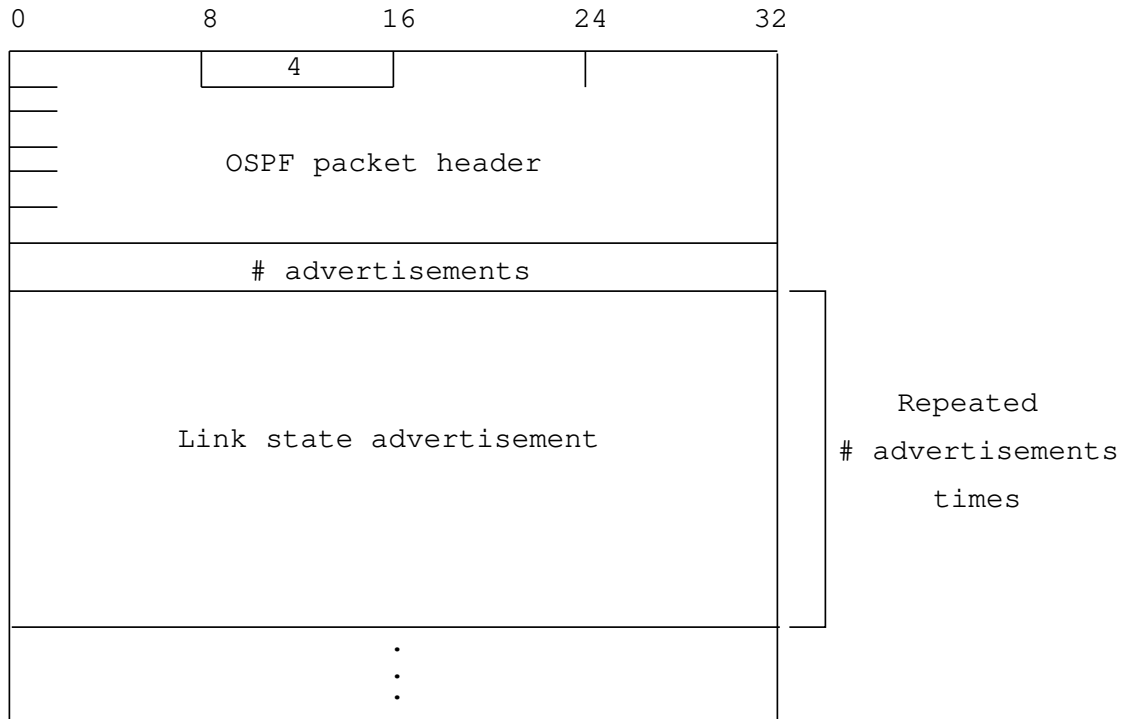 0 8 16 24 32
4
OSPF packet header
# advertisements
Link state advertisement
Repeated
# advertisements
times
.
.
.